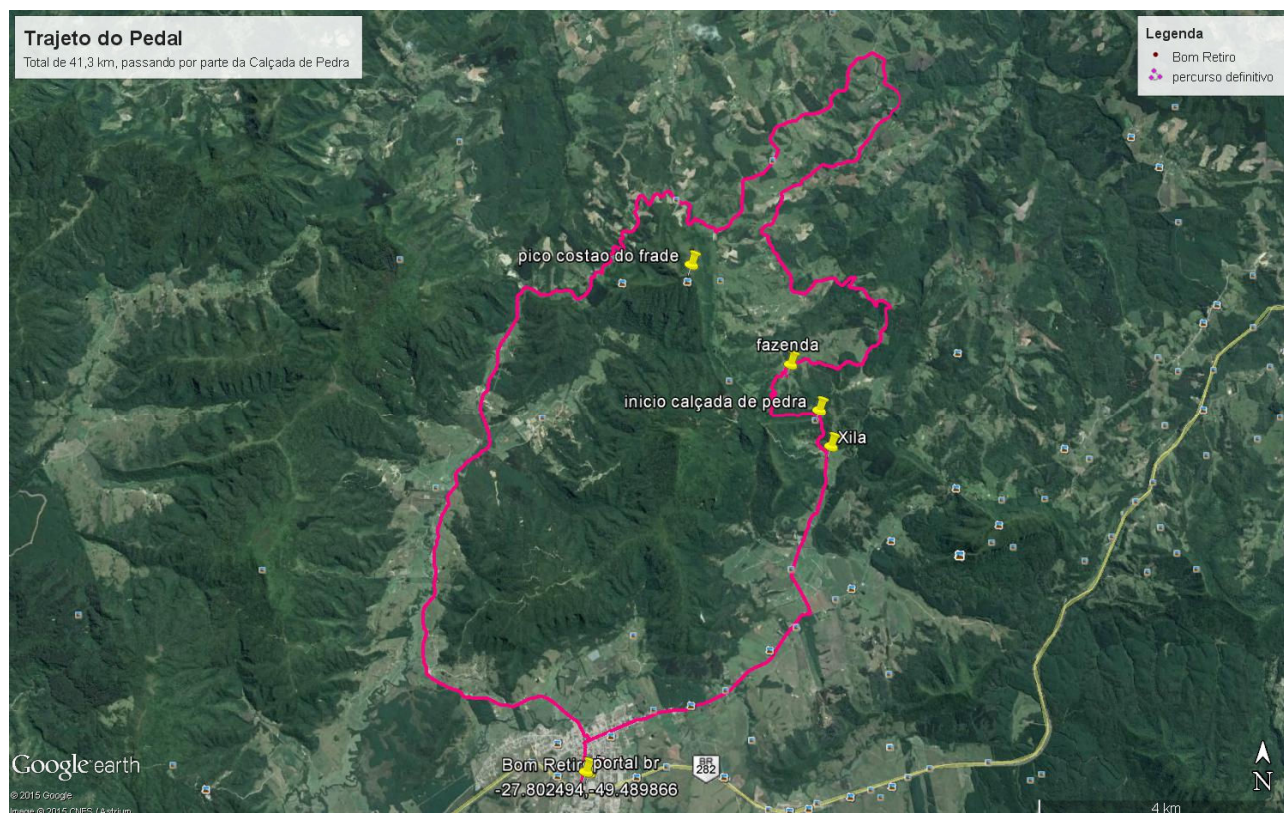 Trajeto do Pedal
Total de 41,3 km, passando por parte da Calçada de Pedra
Legenda
Bom Retiro
percurso definitivo
pico costao do frade
fazenda
inicio calçada de pedra
Xila
Bom Retiro portal br
-27.802494,-49.489866
BR
282
Google earth
N
© 2015 Google
Image © 2015 CNES / Astrium
4 km